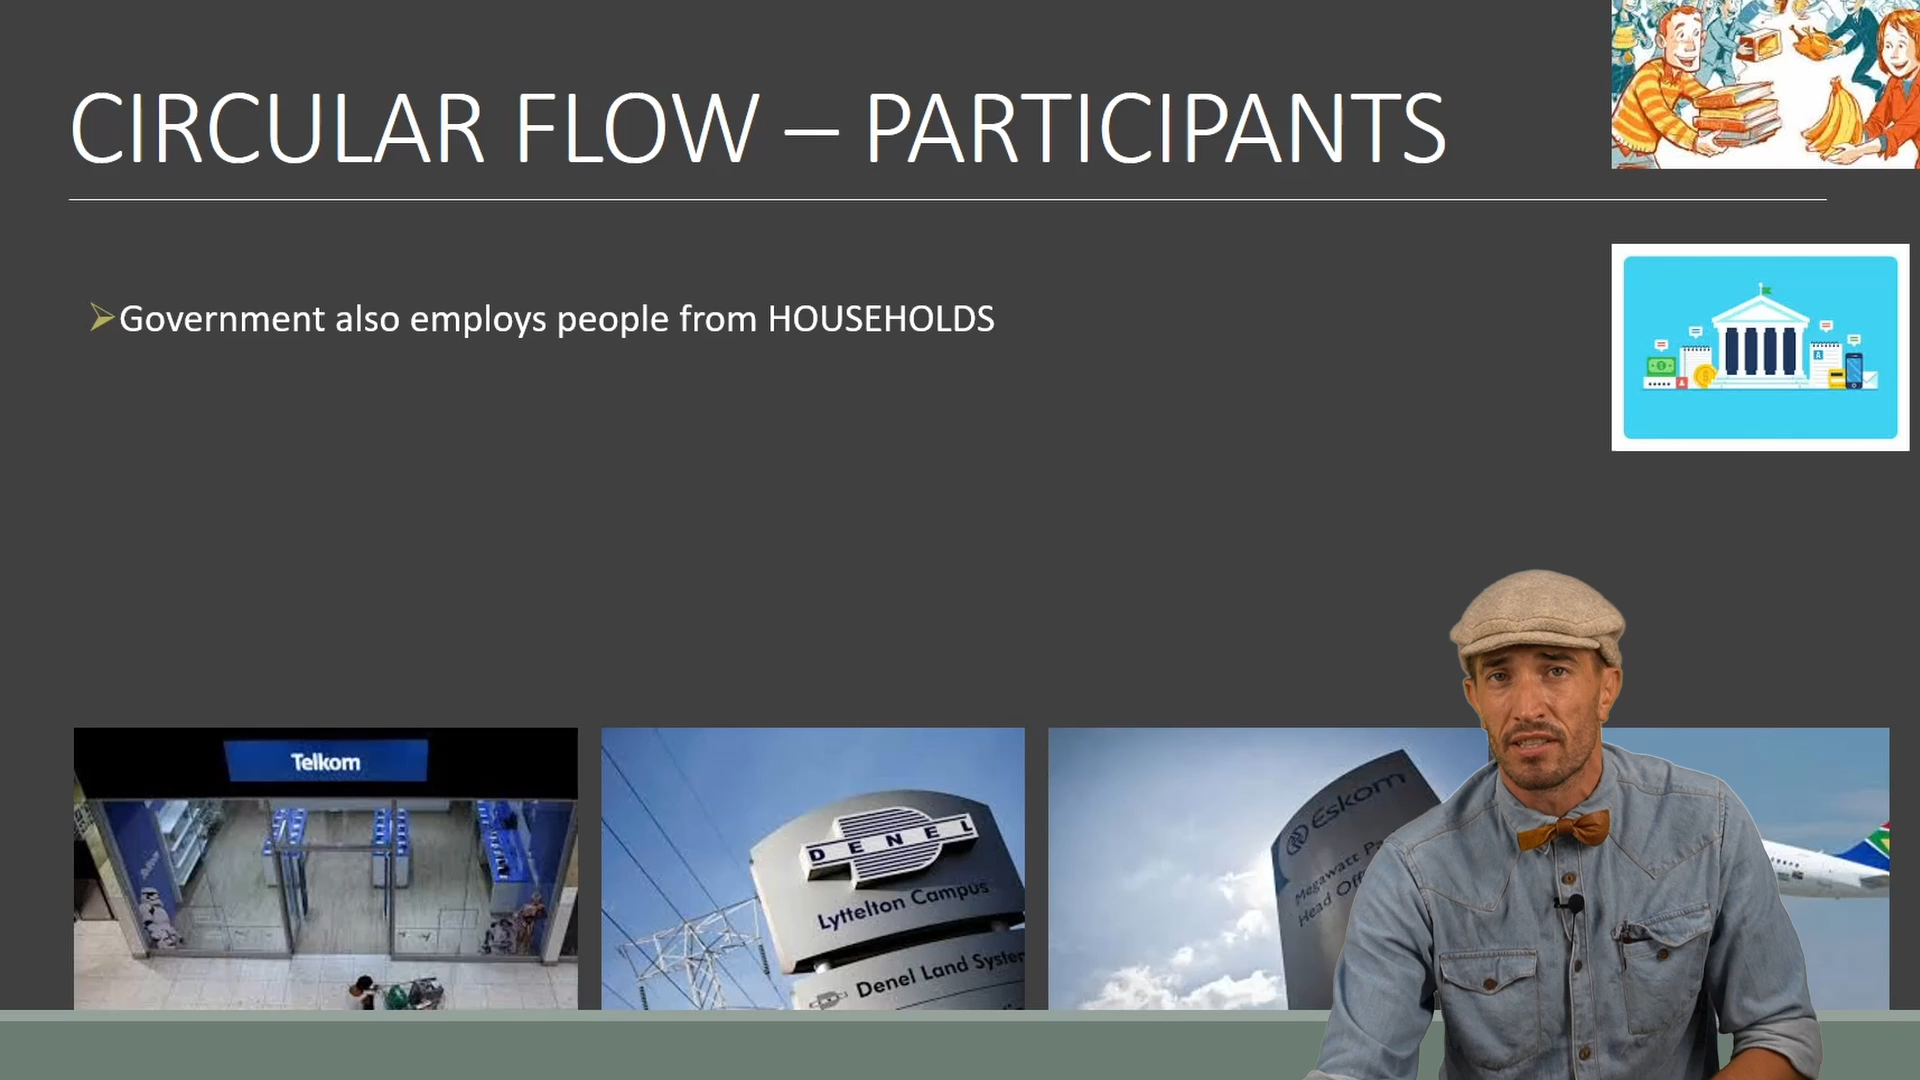 CIRCULAR FLOW – PARTICIPANTS
Government also employs people from HOUSEHOLDS
Telkom
DENEL
Lyttelton Campus
Denel Land System
Eskom
Megawatt Pa
Head Off